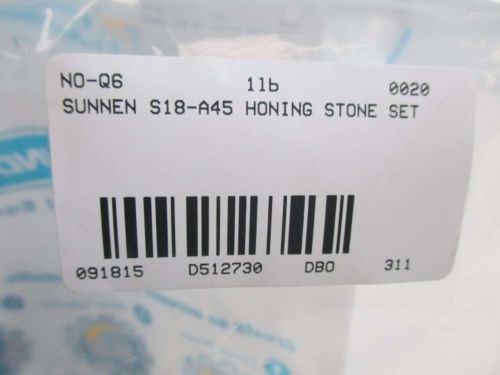 NO-Q6 1lb 0020
SUNNEN S18-A45 HONING STONE SET
091815 D512730 DBO 311